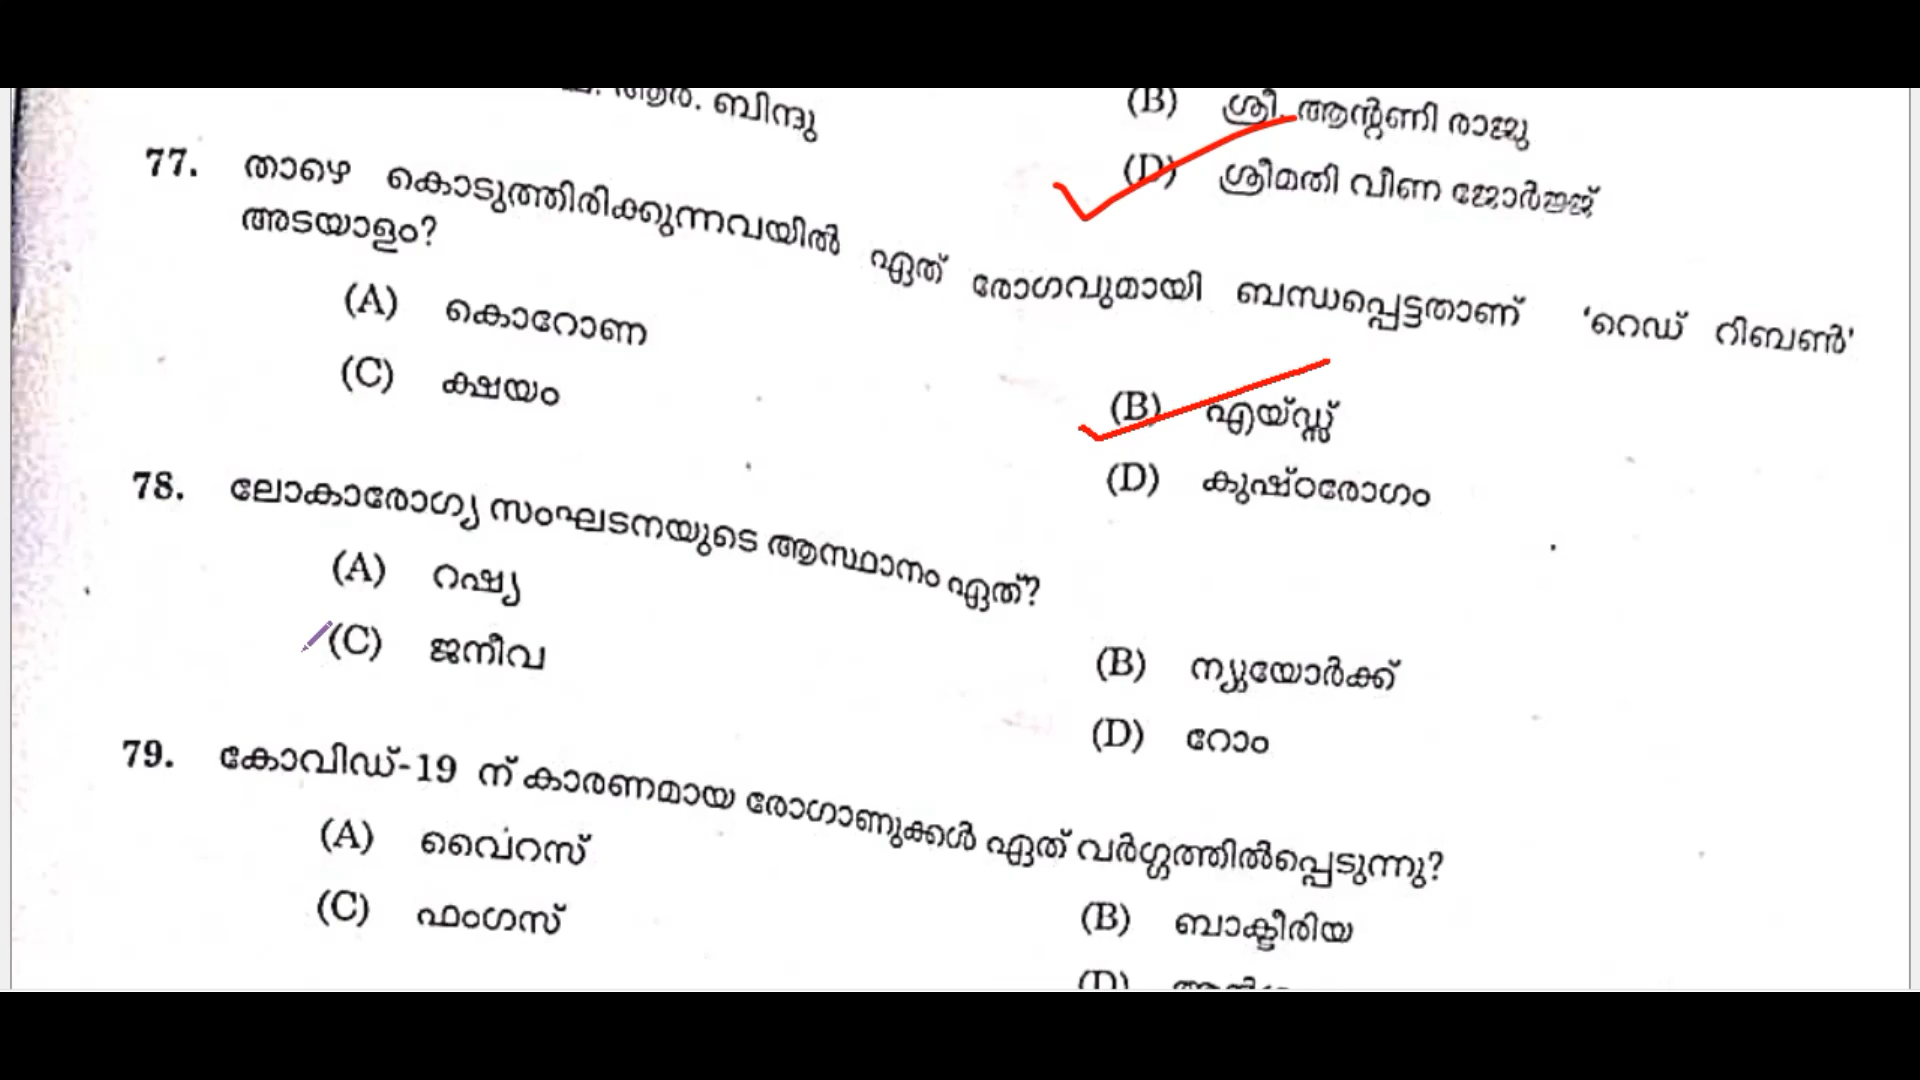 ആർ. ബിന്ദു
(B) ശ്രീ. ആന്റണി രാജു
(D) ശ്രീമതി വീണ ജോർജ്ജ്
77. താഴെ കൊടുത്തിരിക്കുന്നവയിൽ ഏത് രോഗവുമായി ബന്ധപ്പെട്ടതാണ് ‘റെഡ് റിബൺ’
അടയാളം?
(A) കൊറോണ
(B) എയ്ഡ്സ്
(C) ക്ഷയം
(D) കുഷ്ഠരോഗം
78. ലോകാരോഗ്യ സംഘടനയുടെ ആസ്ഥാനം ഏത്?
(A) റഷ്യ
(B) ന്യൂയോർക്ക്
(C) ജനീവ
(D) റോം
79. കോവിഡ്-19 ന് കാരണമായ രോഗാണുക്കൾ ഏത് വർഗ്ഗത്തിൽപ്പെടുന്നു?
(A) വൈറസ്
(B) ബാക്ടീരിയ
(C) ഫംഗസ്
(D)